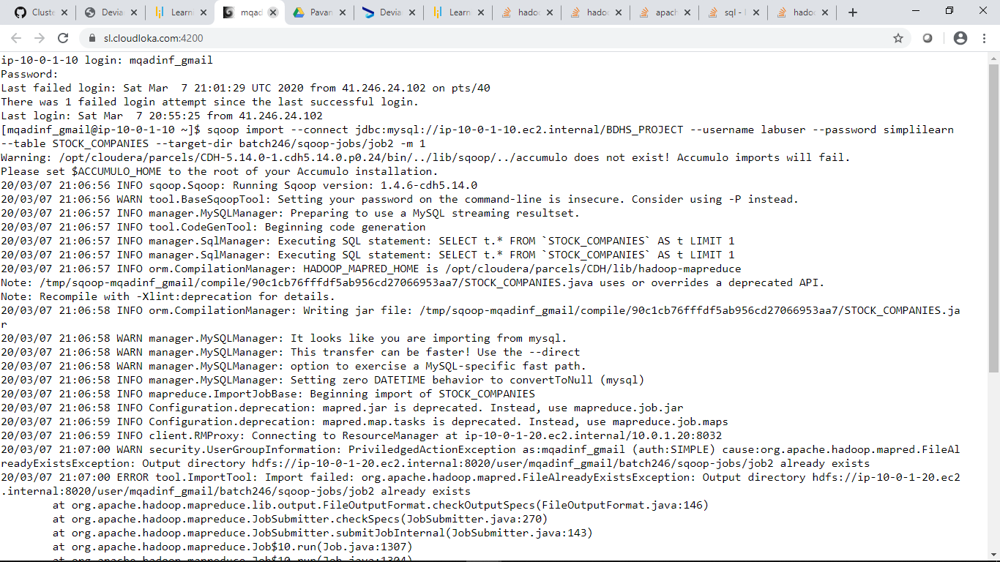 Cluste
Devia
Learn
mqad
Pavan
Devia
Learn
hado
hado
apach
sql -
hado
sl.cloudloka.com:4200
ip-10-0-1-10 login: mqadinf_gmail
Password:
Last failed login: Sat Mar  7 21:01:29 UTC 2020 from 41.246.24.102 on pts/40
There was 1 failed login attempt since the last successful login.
Last login: Sat Mar  7 20:55:25 from 41.246.24.102
[mqadinf_gmail@ip-10-0-1-10 ~]$ sqoop import --connect jdbc:mysql://ip-10-0-1-10.ec2.internal/BDHS_PROJECT --username labuser --password simplilearn
--table STOCK_COMPANIES --target-dir batch246/sqoop-jobs/job2 -m 1
Warning: /opt/cloudera/parcels/CDH-5.14.0-1.cdh5.14.0.p0.24/bin/../lib/sqoop/../accumulo does not exist! Accumulo imports will fail.
Please set $ACCUMULO_HOME to the root of your Accumulo installation.
20/03/07 21:06:56 INFO sqoop.Sqoop: Running Sqoop version: 1.4.6-cdh5.14.0
20/03/07 21:06:56 WARN tool.BaseSqoopTool: Setting your password on the command-line is insecure. Consider using -P instead.
20/03/07 21:06:57 INFO manager.MySQLManager: Preparing to use a MySQL streaming resultset.
20/03/07 21:06:57 INFO tool.CodeGenTool: Beginning code generation
20/03/07 21:06:57 INFO manager.SqlManager: Executing SQL statement: SELECT t.* FROM `STOCK_COMPANIES` AS t LIMIT 1
20/03/07 21:06:57 INFO manager.SqlManager: Executing SQL statement: SELECT t.* FROM `STOCK_COMPANIES` AS t LIMIT 1
20/03/07 21:06:57 INFO orm.CompilationManager: HADOOP_MAPRED_HOME is /opt/cloudera/parcels/CDH/lib/hadoop-mapreduce
Note: /tmp/sqoop-mqadinf_gmail/compile/90c1cb76fffdf5ab956cd27066953aa7/STOCK_COMPANIES.java uses or overrides a deprecated API.
Note: Recompile with -Xlint:deprecation for details.
20/03/07 21:06:58 INFO orm.CompilationManager: Writing jar file: /tmp/sqoop-mqadinf_gmail/compile/90c1cb76fffdf5ab956cd27066953aa7/STOCK_COMPANIES.ja
r
20/03/07 21:06:58 WARN manager.MySQLManager: It looks like you are importing from mysql.
20/03/07 21:06:58 WARN manager.MySQLManager: This transfer can be faster! Use the --direct
20/03/07 21:06:58 WARN manager.MySQLManager: option to exercise a MySQL-specific fast path.
20/03/07 21:06:58 INFO manager.MySQLManager: Setting zero DATETIME behavior to convertToNull (mysql)
20/03/07 21:06:58 INFO mapreduce.ImportJobBase: Beginning import of STOCK_COMPANIES
20/03/07 21:06:58 INFO Configuration.deprecation: mapred.jar is deprecated. Instead, use mapreduce.job.jar
20/03/07 21:06:59 INFO Configuration.deprecation: mapred.map.tasks is deprecated. Instead, use mapreduce.job.maps
20/03/07 21:06:59 INFO client.RMProxy: Connecting to ResourceManager at ip-10-0-1-20.ec2.internal/10.0.1.20:8032
20/03/07 21:07:00 WARN security.UserGroupInformation: PriviledgedActionException as:mqadinf_gmail (auth:SIMPLE) cause:org.apache.hadoop.mapred.FileAl
readyExistsException: Output directory hdfs://ip-10-0-1-20.ec2.internal:8020/user/mqadinf_gmail/batch246/sqoop-jobs/job2 already exists
20/03/07 21:07:00 ERROR tool.ImportTool: Import failed: org.apache.hadoop.mapred.FileAlreadyExistsException: Output directory hdfs://ip-10-0-1-20.ec2
.internal:8020/user/mqadinf_gmail/batch246/sqoop-jobs/job2 already exists
at org.apache.hadoop.mapreduce.lib.output.FileOutputFormat.checkOutputSpecs(FileOutputFormat.java:146)
at org.apache.hadoop.mapreduce.JobSubmitter.checkSpecs(JobSubmitter.java:270)
at org.apache.hadoop.mapreduce.JobSubmitter.submitJobInternal(JobSubmitter.java:143)
at org.apache.hadoop.mapreduce.Job$10.run(Job.java:1307)
at org.apache.hadoop.mapreduce.Job$10.run(Job.java:1304)